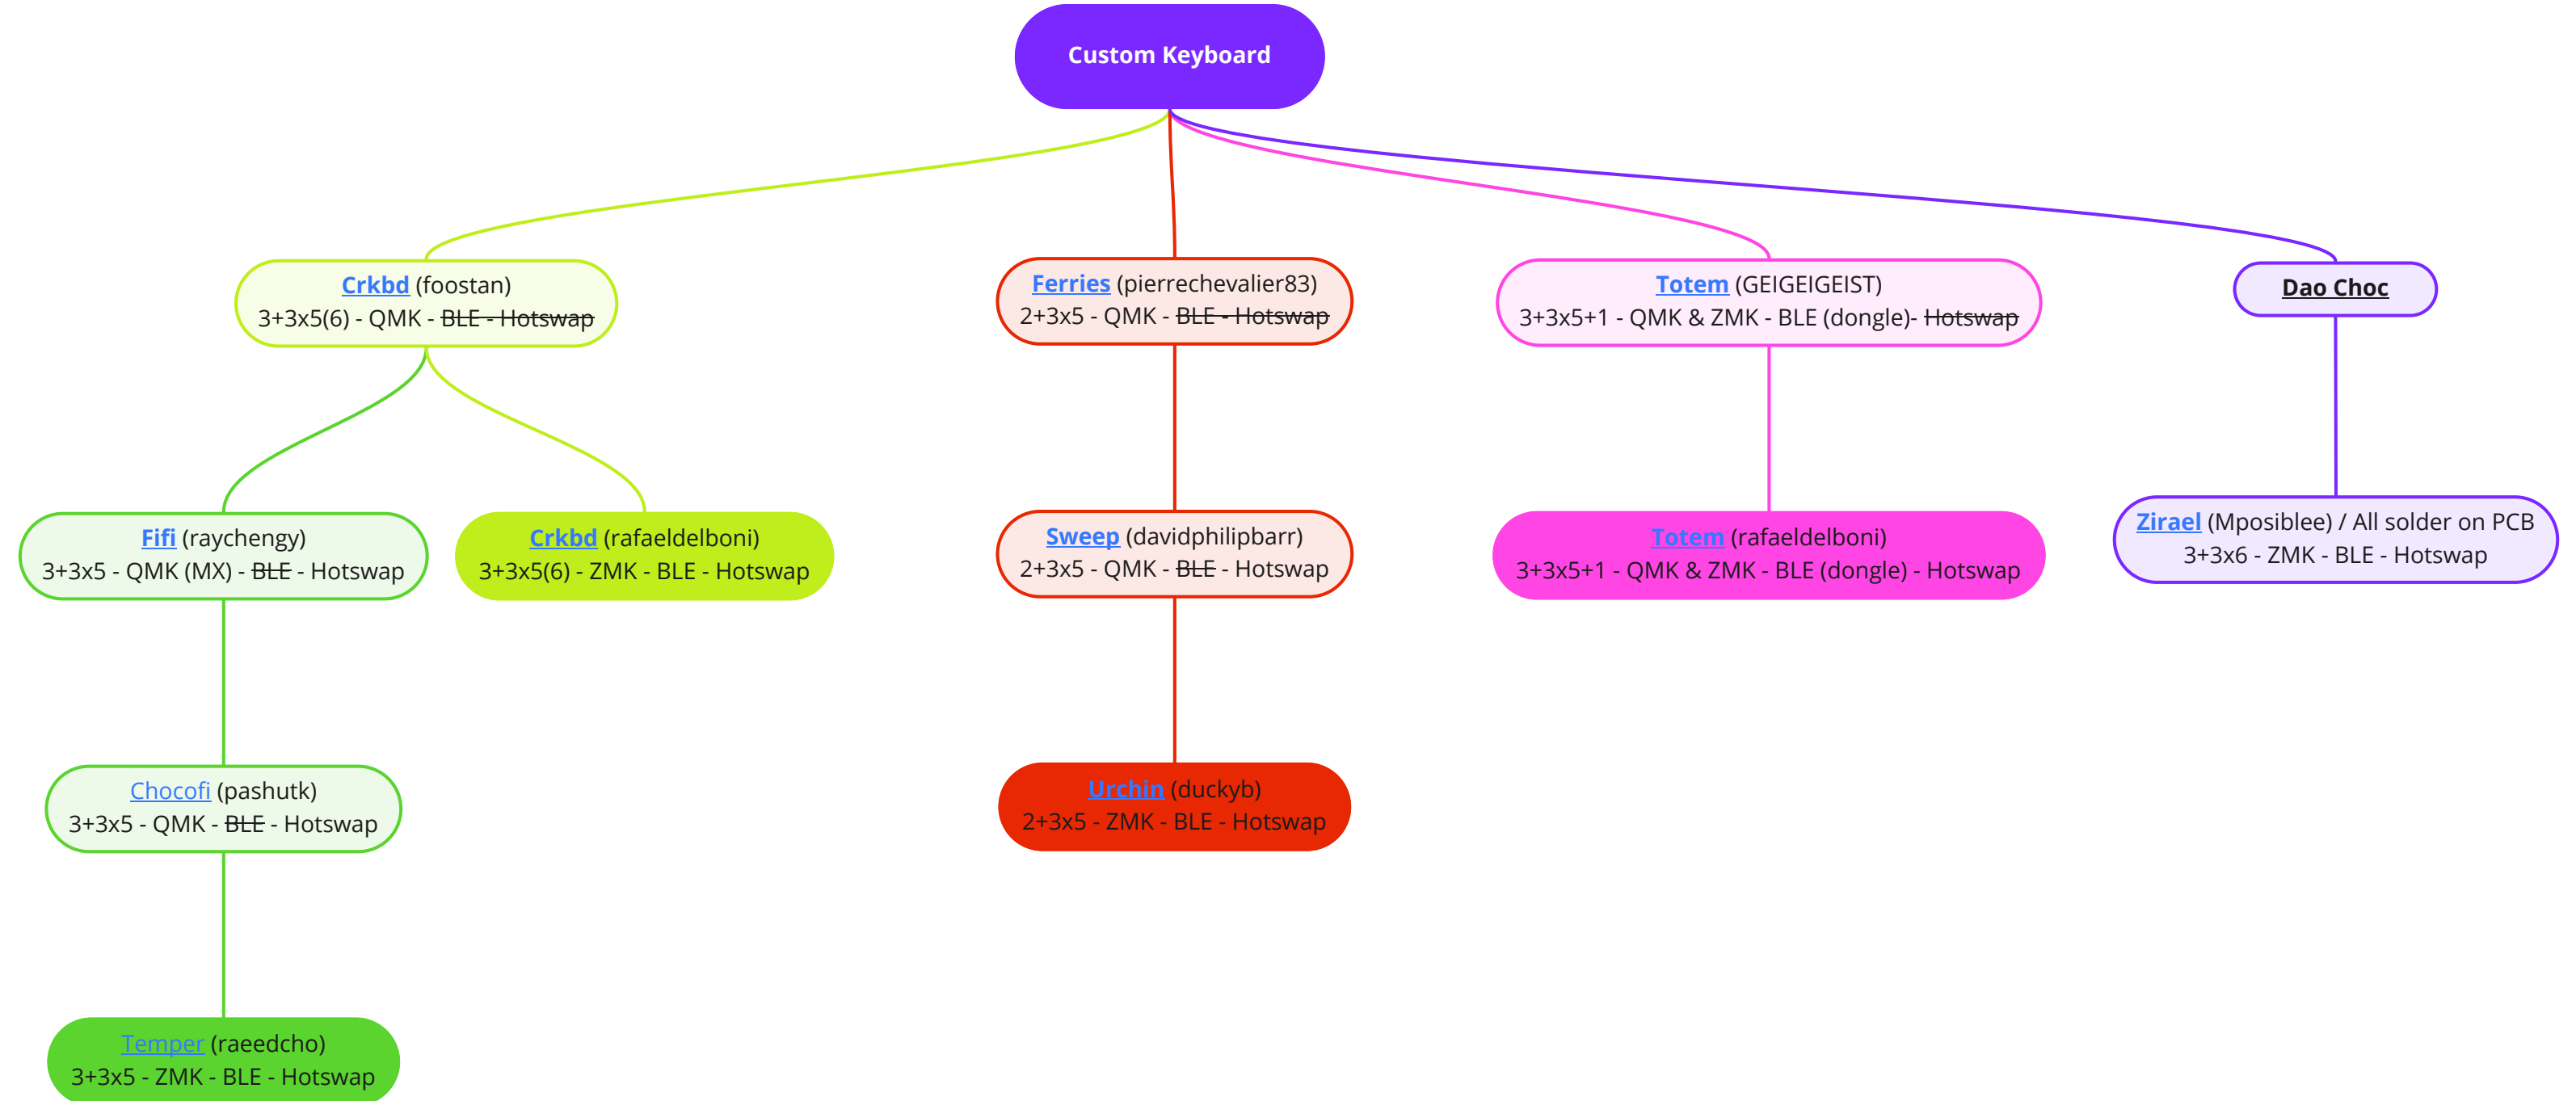 Custom Keyboard
Crkbd (foostan)
3+3x5(6) - QMK - BLE - Hotswap
Ferries (pierrechevalier83)
2+3x5 - QMK - BLE - Hotswap
Totem (GEIGEIGEIST)
3+3x5+1 - QMK & ZMK - BLE (dongle)- Hotswap
Dao Choc
Fifi (raychengy)
3+3x5 - QMK (MX) - BLE - Hotswap
Crkbd (rafaeldelboni)
3+3x5(6) - ZMK - BLE - Hotswap
Sweep (davidphilipbarr)
2+3x5 - QMK - BLE - Hotswap
Totem (rafaeldelboni)
3+3x5+1 - QMK & ZMK - BLE (dongle) - Hotswap
Zirael (Mposiblee) / All solder on PCB
3+3x6 - ZMK - BLE - Hotswap
Chocofi (pashutk)
3+3x5 - QMK - BLE - Hotswap
Urchin (duckyb)
2+3x5 - ZMK - BLE - Hotswap
Temper (raeedcho)
3+3x5 - ZMK - BLE - Hotswap